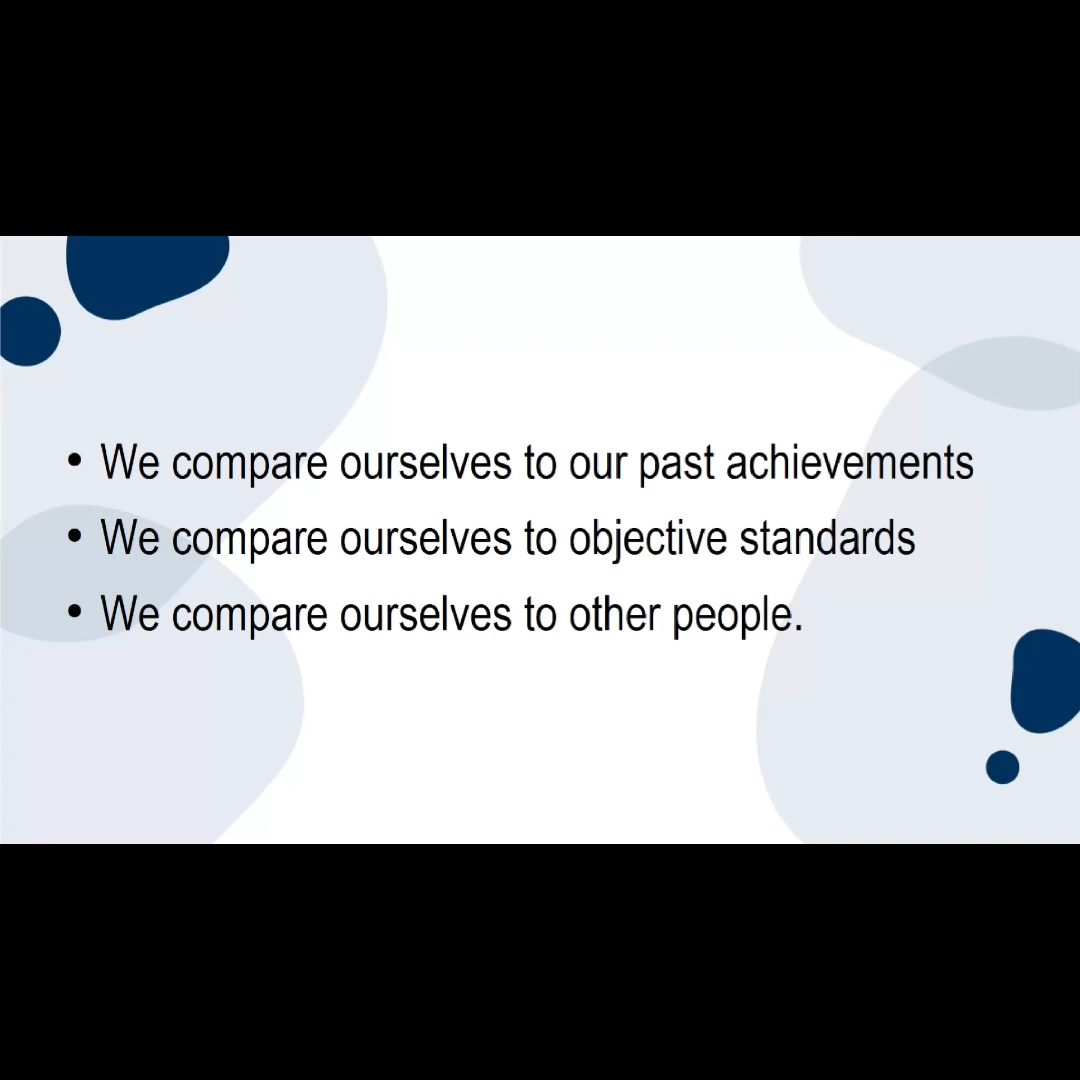 • We compare ourselves to our past achievements
• We compare ourselves to objective standards
• We compare ourselves to other people.